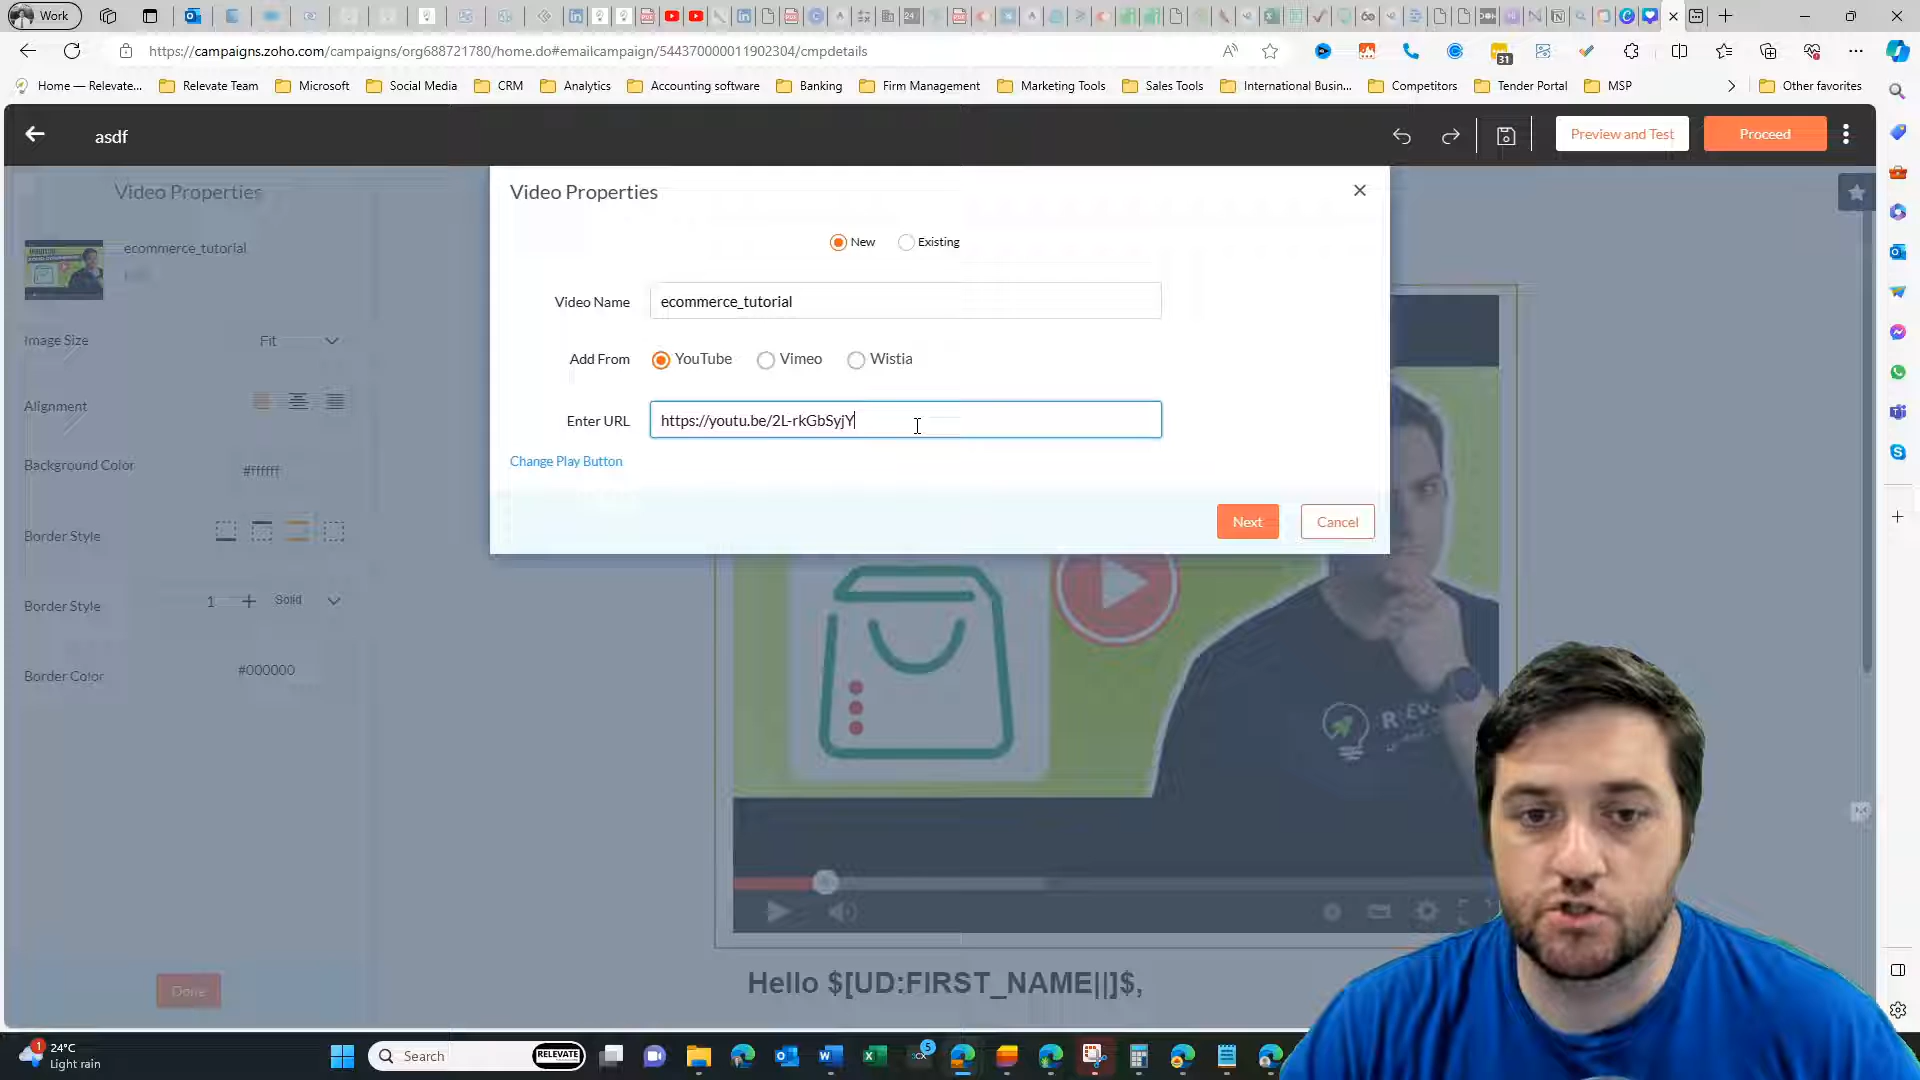 Work
https://campaigns.zoho.com/campaigns/org688721780/home.do#emailcampaign/544370000011902304/cmpdetails
31
Home — Relevate...
Relevate Team
Microsoft
Social Media
CRM
Analytics
Accounting software
Banking
Firm Management
Marketing Tools
Sales Tools
International Busin...
Competitors
Tender Portal
MSP
Other favorites
asdf
Preview and Test
Proceed
Video Properties
ecommerce_tutorial
Image Size
Fit
Alignment
Background Color
#ffffff
Border Style
Border Style
1
Solid
Border Color
#000000
Done
Video Properties
New
Existing
Video Name
ecommerce_tutorial
Add From
YouTube
Vimeo
Wistia
Enter URL
https://youtu.be/2L-rkGbSyjY
Change Play Button
Next
Cancel
Hello $[UD:FIRST_NAME||]$,
1
24°C
Light rain
Search
RELEVATE
5